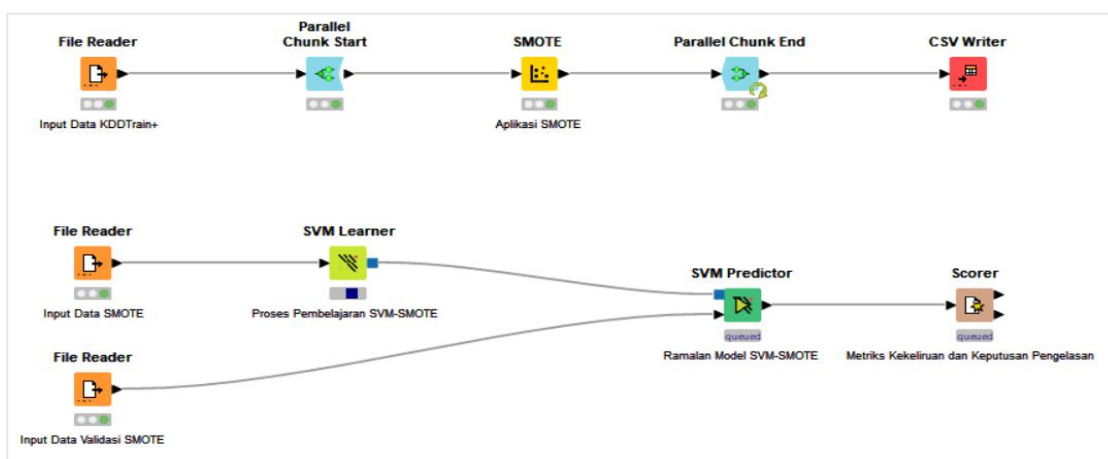 File Reader
Parallel
Chunk Start
SMOTE
Parallel Chunk End
CSV Writer
Input Data KDDTrain+
Aplikasi SMOTE
File Reader
SVM Learner
Input Data SMOTE
Proses Pembelajaran SVM-SMOTE
SVM Predictor
Scorer
queued
queued
Ramalan Model SVM-SMOTE
Metriks Kekeliruan dan Keputusan Pengelasan
File Reader
Input Data Validasi SMOTE